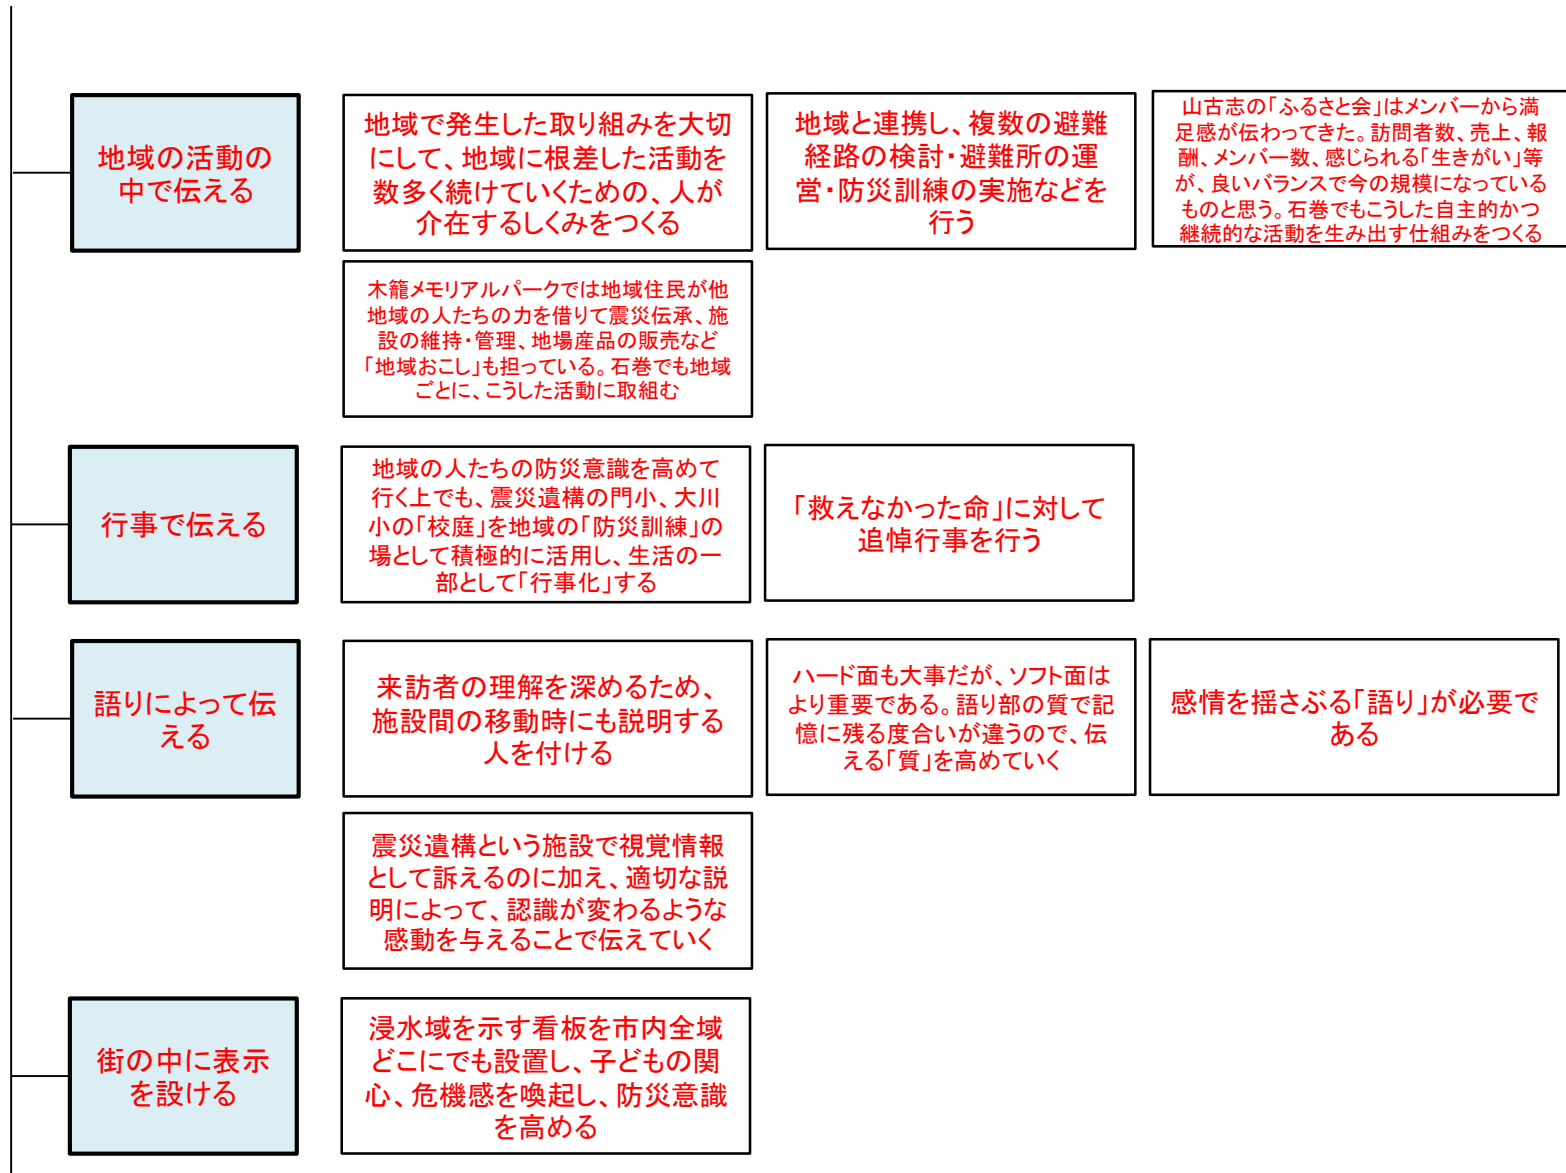 地域の活動の
中で伝える
地域で発生した取り組みを大切
にして、地域に根差した活動を
数多く続けていくための、人が
介在するしくみをつくる
地域と連携し、複数の避難
経路の検討・避難所の運
営・防災訓練の実施などを
行う
山古志の「ふるさと会」はメンバーから満
足感が伝わってきた。訪問者数、売上、報
酬、メンバー数、感じられる「生きがい」等
が、良いバランスで今の規模になっている
ものと思う。石巻でもこうした自主的かつ
継続的な活動を生み出す仕組みをつくる
木籠メモリアルパークでは地域住民が他
地域の人たちの力を借りて震災伝承、施
設の維持・管理、地場産品の販売など
「地域おこし」も担っている。石巻でも地域
ごとに、こうした活動に取組む
行事で伝える
地域の人たちの防災意識を高めて
行く上でも、震災遺構の門小、大川
小の「校庭」を地域の「防災訓練」の
場として積極的に活用し、生活の一
部として「行事化」する
「救えなかった命」に対して
追悼行事を行う
語りによって伝
える
来訪者の理解を深めるため、
施設間の移動時にも説明する
人を付ける
ハード面も大事だが、ソフト面は
より重要である。語り部の質で記
憶に残る度合いが違うので、伝
える「質」を高めていく
感情を揺さぶる「語り」が必要で
ある
震災遺構という施設で視覚情報
として訴えるのに加え、適切な説
明によって、認識が変わるような
感動を与えることで伝えていく
街の中に表示
を設ける
浸水域を示す看板を市内全域
どこにでも設置し、子どもの関
心、危機感を喚起し、防災意識
を高める